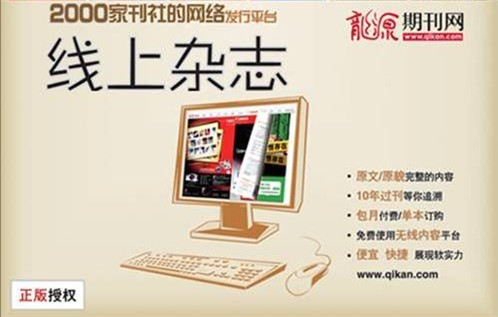 2000家刊社的网络发行平台
龙源期刊网
www.qikan.com
线上杂志
原文/原貌完整的内容
10年过刊等你追溯
包月付费/单本订购
免费使用无线内容平台
便宜 快捷 展现软实力
www.qikan.com
正版授权